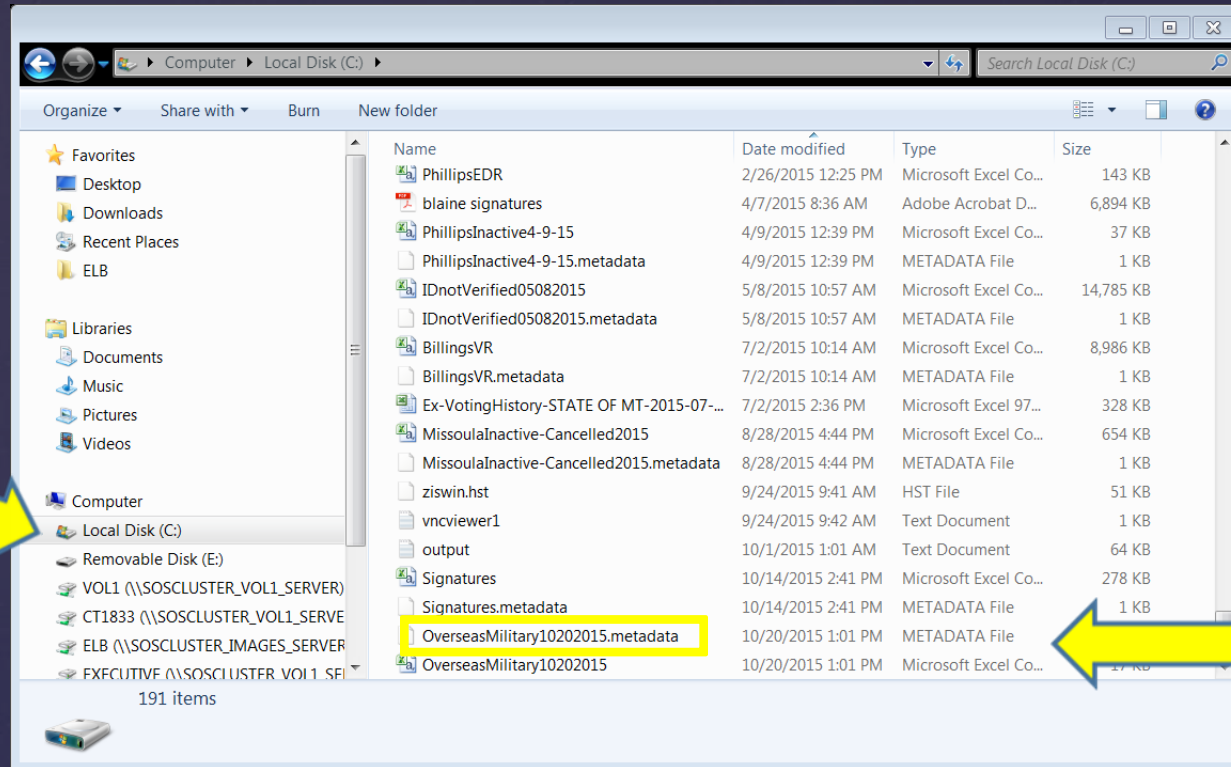 Computer Local Disk (C:)
Search Local Disk (C:)
Organize Share with Burn New folder
Favorites
Desktop
Downloads
Recent Places
ELB
Libraries
Documents
Music
Pictures
Videos
Computer
Local Disk (C:)
Removable Disk (E:)
VOL1 (\\SOSCLUSTER_VOL1_SERVER)
CT1833 (\\SOSCLUSTER_VOL1_SERVE
ELB (\\SOSCLUSTER_IMAGES_SERVER
EXECUTIVE (\\SOSCLUSTER_VOL1_SE
Name Date modified Type Size
PhillipsEDR 2/26/2015 12:25 PM Microsoft Excel Co... 143 KB
blaine signatures 4/7/2015 8:36 AM Adobe Acrobat D... 6,894 KB
PhillipsInactive4-9-15 4/9/2015 12:39 PM Microsoft Excel Co... 37 KB
PhillipsInactive4-9-15.metadata 4/9/2015 12:39 PM METADATA File 1 KB
IDnotVerified05082015 5/8/2015 10:57 AM Microsoft Excel Co... 14,785 KB
IDnotVerified05082015.metadata 5/8/2015 10:57 AM METADATA File 1 KB
BillingsVR 7/2/2015 10:14 AM Microsoft Excel Co... 8,986 KB
BillingsVR.metadata 7/2/2015 10:14 AM METADATA File 1 KB
Ex-VotingHistory-STATE OF MT-2015-07-... 7/2/2015 2:36 PM Microsoft Excel 97... 328 KB
MissoulaInactive-Cancelled2015 8/28/2015 4:44 PM Microsoft Excel Co... 654 KB
MissoulaInactive-Cancelled2015.metadata 8/28/2015 4:44 PM METADATA File 1 KB
ziswin.hst 9/24/2015 9:41 AM HST File 51 KB
vncviewer1 9/24/2015 9:42 AM Text Document 1 KB
output 10/1/2015 1:01 AM Text Document 64 KB
Signatures 10/14/2015 2:41 PM Microsoft Excel Co... 278 KB
Signatures.metadata 10/14/2015 2:41 PM METADATA File 1 KB
OverseasMilitary10202015.metadata 10/20/2015 1:01 PM METADATA File
OverseasMilitary10202015 10/20/2015 1:01 PM Microsoft Excel Co... 17 KB
191 items